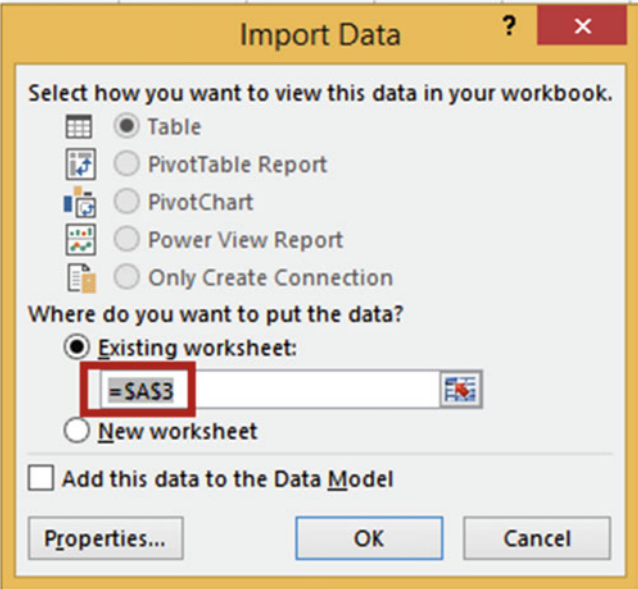 Import Data
?
Select how you want to view this data in your workbook.
Table
PivotTable Report
PivotChart
Power View Report
Only Create Connection
Where do you want to put the data?
Existing worksheet:
=$A$3
New worksheet
Add this data to the Data Model
Properties... OK Cancel